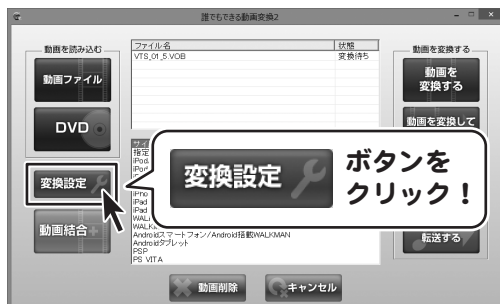 誰でもできる動画変換2
動画を読み込む
動画ファイル
DVD
変換設定
動画結合
ファイル名 状態
VTS_01_5.VOB 変換待ち
指定
iPod
iPad
iPad
WALK
Androidスマートフォン/Android搭載WALKMAN
Androidタブレット
PSP
PS VITA
動画を変換する
動画を
変換する
動画を変換して
転送する
変換設定
ボタンを
クリック!
動画削除
キャンセル